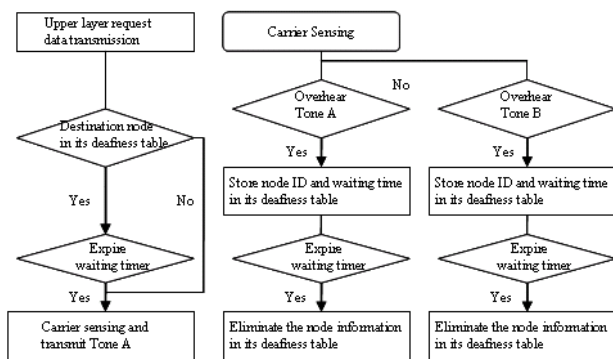 Upper layer request
data transmission
Destination node
in its deafness table
Yes
No
Expire
waiting timer
Yes
Carrier sensing and
transmit Tone A
Carrier Sensing
No
Overhear
Tone A
Yes
Store node ID and waiting time
in its deafness table
Expire
waiting timer
Yes
Eliminate the node information
in its deafness table
Overhear
Tone B
Yes
Store node ID and waiting time
in its deafness table
Expire
waiting timer
Yes
Eliminate the node information
in its deafness table